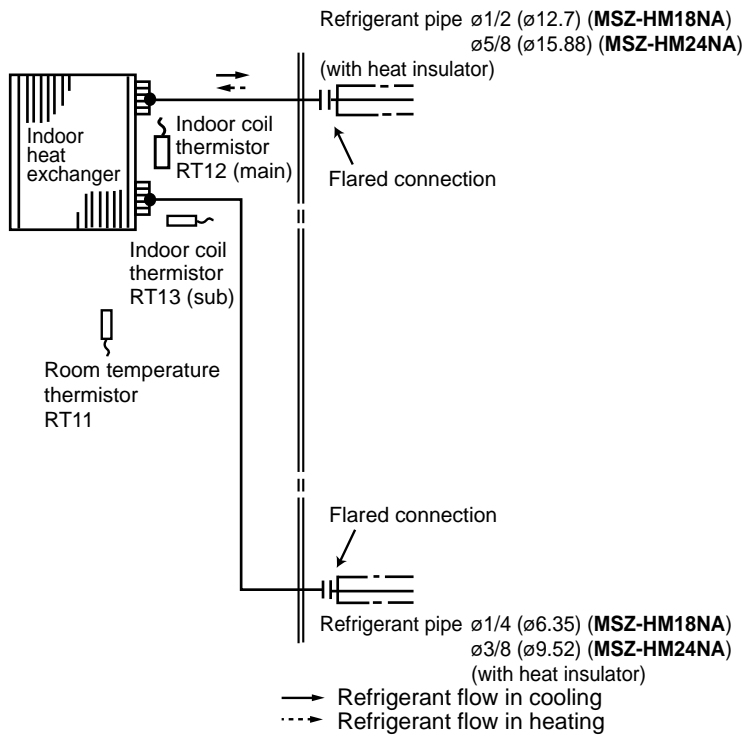 Refrigerant pipe ø1/2 (ø12.7) (MSZ-HM18NA)
ø5/8 (ø15.88) (MSZ-HM24NA)
(with heat insulator)
Indoor
heat
exchanger
Indoor coil
thermistor
RT12 (main)
Flared connection
Indoor coil
thermistor
RT13 (sub)
Room temperature
thermistor
RT11
Flared connection
Refrigerant pipe ø1/4 (ø6.35) (MSZ-HM18NA)
ø3/8 (ø9.52) (MSZ-HM24NA)
(with heat insulator)
Refrigerant flow in cooling
Refrigerant flow in heating